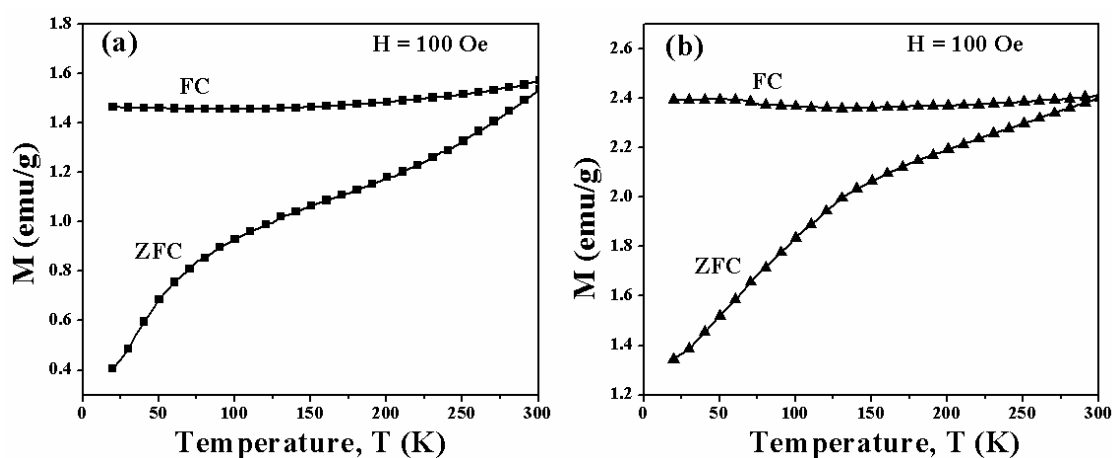 (a)
H = 100 Oe
FC
ZFC
M (emu/g)
1.8
1.6
1.4
1.2
1.0
0.8
0.6
0.4
0
50
100
150
200
250
300
Temperature, T (K)
(b)
H = 100 Oe
FC
ZFC
M (emu/g)
2.6
2.4
2.2
2.0
1.8
1.6
1.4
1.2
0
50
100
150
200
250
300
Temperature, T (K)